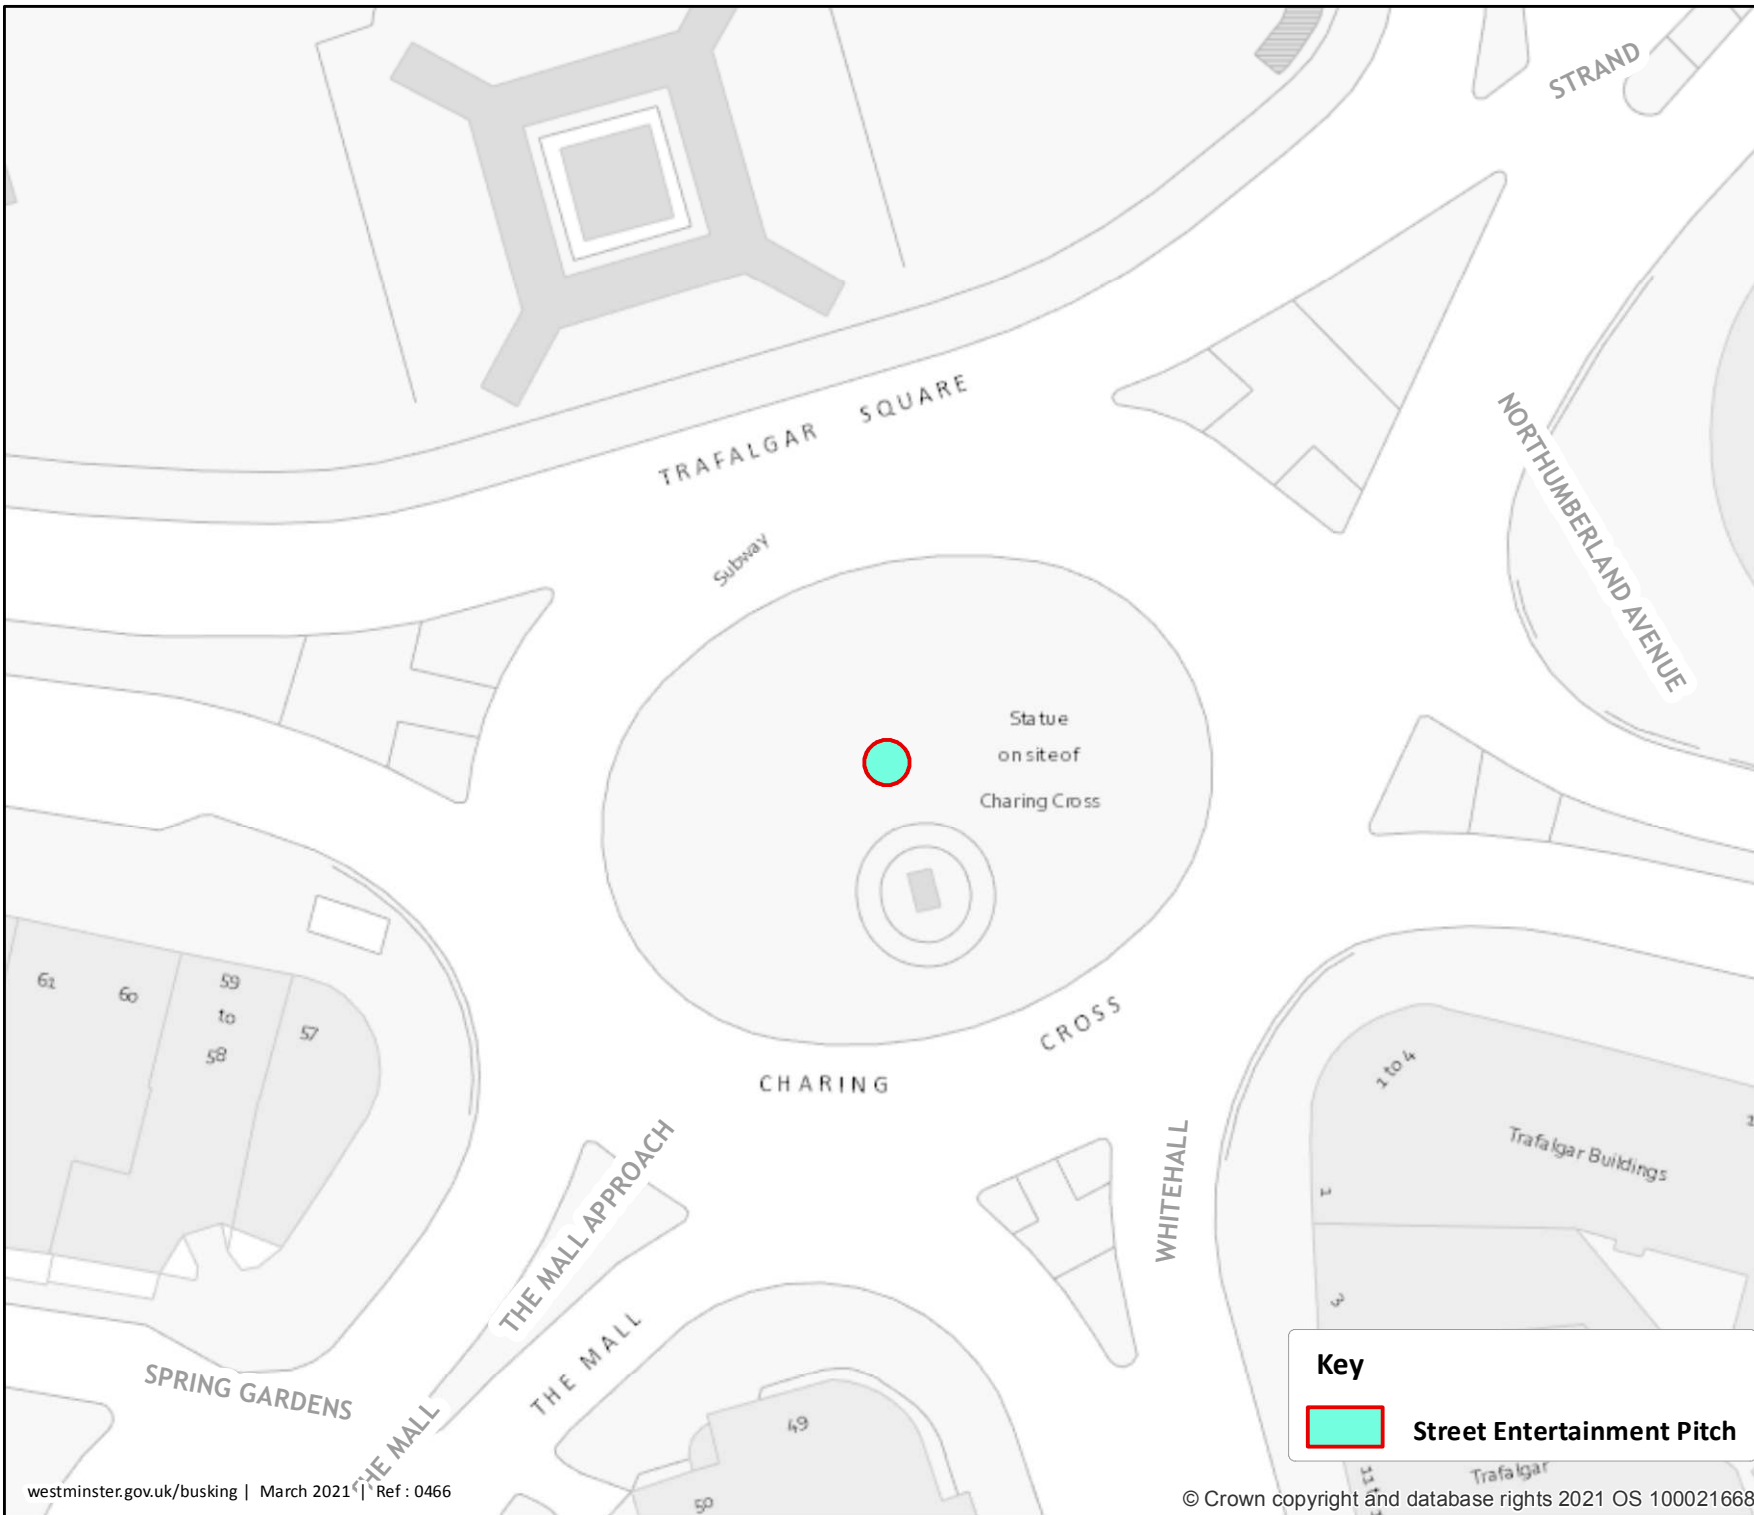 STRAND
TRAFALGAR SQUARE
NORTHUMBERLAND AVENUE
Subway
Statue
on site of
Charing Cross
61
60
59
to
58
57
CROSS
CHARING
1 to 4
Trafalgar Buildings
1
3
WHITEHALL
THE MALL APPROACH
THE MALL
SPRING GARDENS
THE MALL
49
50
Key
Street Entertainment Pitch
Trafalgar
westminster.gov.uk/busking | March 2021 | Ref : 0466
© Crown copyright and database rights 2021 OS 100021668